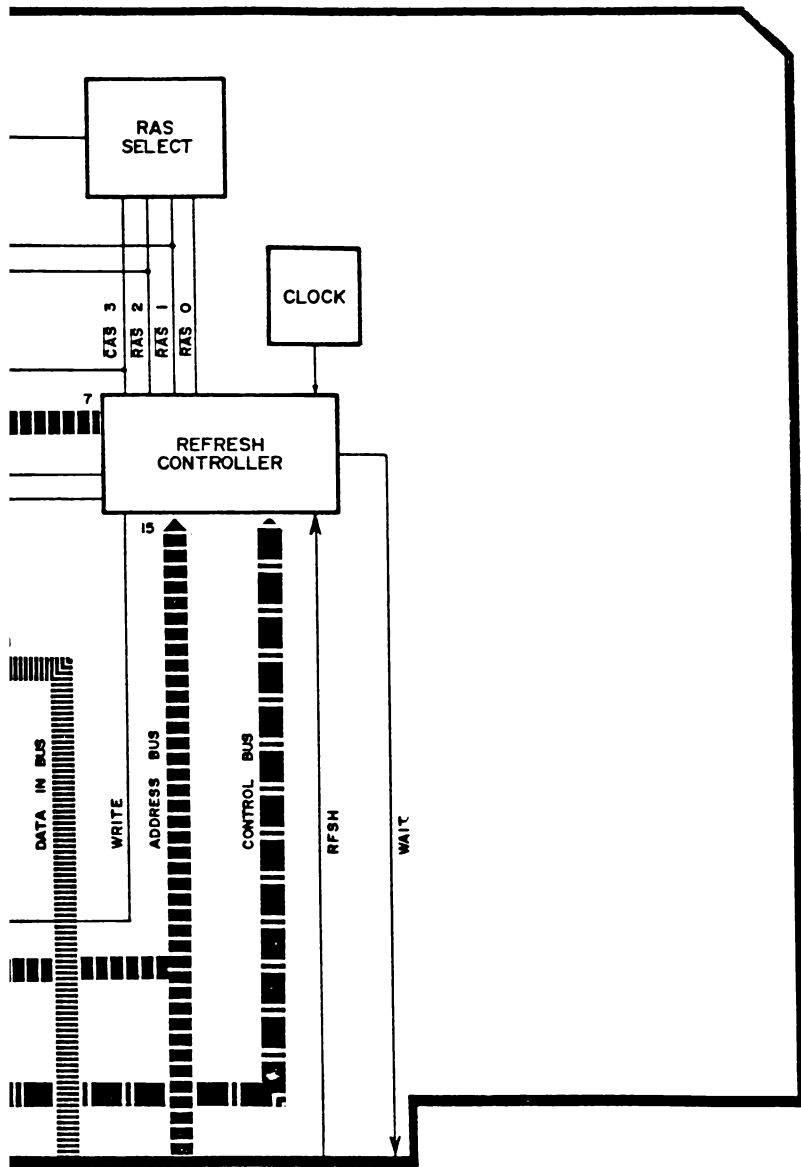 RAS
SELECT
CLOCK
CAS 3
RAS 2
RAS 1
RAS 0
7
REFRESH
CONTROLLER
15
DATA IN BUS
WRITE
ADDRESS BUS
CONTROL BUS
RFSH
WAIT